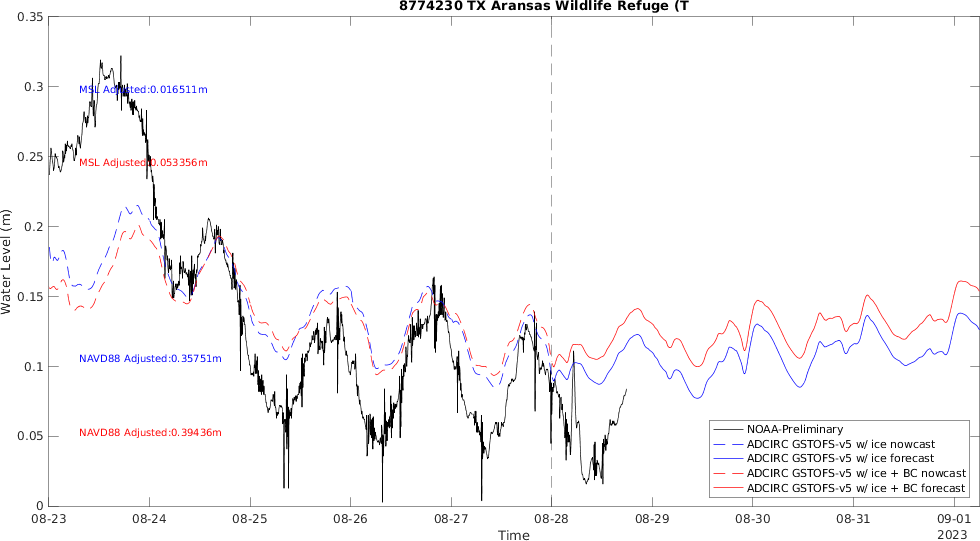 8774230 TX Aransas Wildlife Refuge (T
Water Level (m)
0.35
0.3
0.25
0.2
0.15
0.1
0.05
0
MSL Adjusted:0.016511m
MSL Adjusted:0.053356m
NAVD88 Adjusted:0.35751m
NAVD88 Adjusted:0.39436m
NOAA-Preliminary
ADCIRC GSTOFS-v5 w/ ice nowcast
ADCIRC GSTOFS-v5 w/ ice forecast
ADCIRC GSTOFS-v5 w/ ice + BC nowcast
ADCIRC GSTOFS-v5 w/ ice + BC forecast
08-23 08-24 08-25 08-26 08-27 08-28 08-29 08-30 08-31 09-01
Time
2023